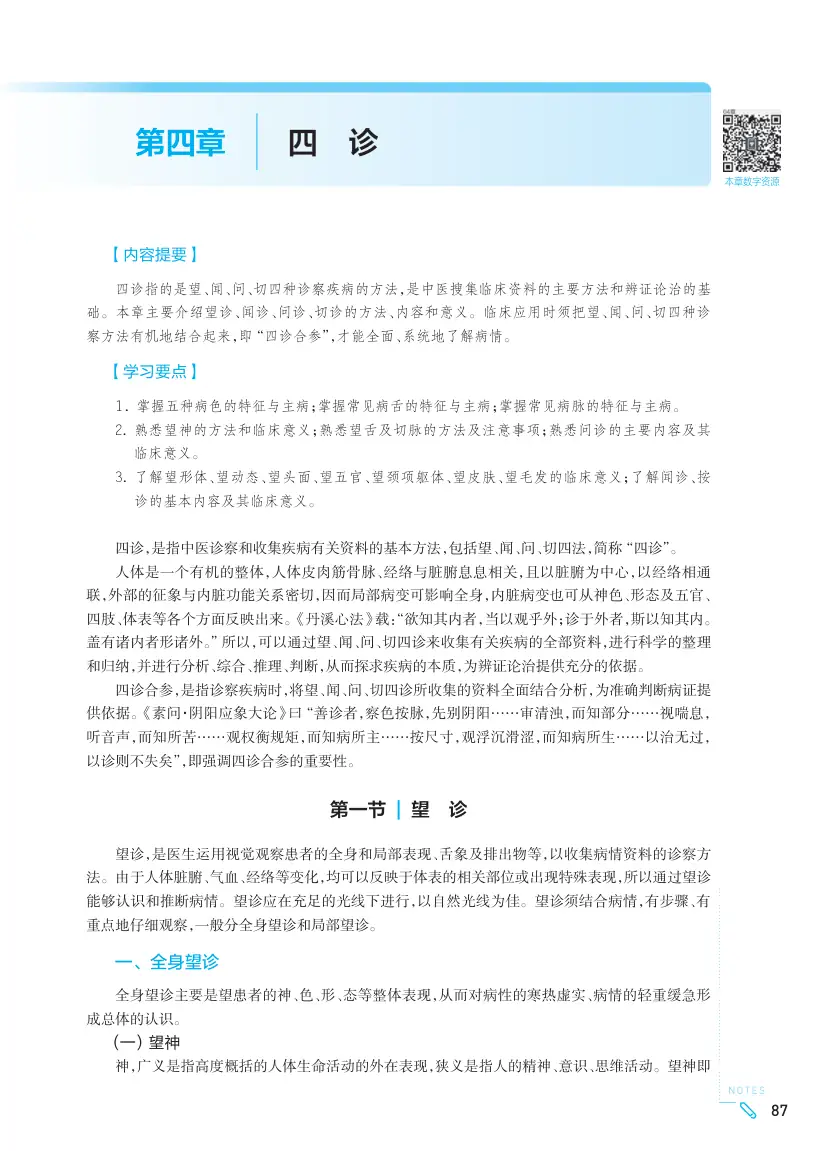 第四章 四 诊
04章
本章数字资源
【内容提要】
四诊指的是望、闻、问、切四种诊察疾病的方法,是中医搜集临床资料的主要方法和辨证论治的基
础。本章主要介绍望诊、闻诊、问诊、切诊的方法、内容和意义。临床应用时须把望、闻、问、切四种诊
察方法有机地结合起来,即“四诊合参”,才能全面、系统地了解病情。
【学习要点】
1. 掌握五种病色的特征与主病;掌握常见病舌的特征与主病;掌握常见病脉的特征与主病。
2. 熟悉望神的方法和临床意义;熟悉望舌及切脉的方法及注意事项;熟悉问诊的主要内容及其
临床意义。
3. 了解望形体、望动态、望头面、望五官、望颈项躯体、望皮肤、望毛发的临床意义;了解闻诊、按
诊的基本内容及其临床意义。
四诊,是指中医诊察和收集疾病有关资料的基本方法,包括望、闻、问、切四法,简称“四诊”。
人体是一个有机的整体,人体皮肉筋骨脉、经络与脏腑息息相关,且以脏腑为中心,以经络相通
联,外部的征象与内脏功能关系密切,因而局部病变可影响全身,内脏病变也可从神色、形态及五官、
四肢、体表等各个方面反映出来。《丹溪心法》载:“欲知其内者,当以观乎外;诊于外者,斯以知其内。
盖有诸内者形诸外。”所以,可以通过望、闻、问、切四诊来收集有关疾病的全部资料,进行科学的整理
和归纳,并进行分析、综合、推理、判断,从而探求疾病的本质,为辨证论治提供充分的依据。
四诊合参,是指诊察疾病时,将望、闻、问、切四诊所收集的资料全面结合分析,为准确判断病证提
供依据。《素问·阴阳应象大论》曰“善诊者,察色按脉,先别阴阳……审清浊,而知部分……视喘息,
听音声,而知所苦……观权衡规矩,而知病所主……按尺寸,观浮沉滑涩,而知病所生……以治无过,
以诊则不失矣”,即强调四诊合参的重要性。
第一节 望 诊
望诊,是医生运用视觉观察患者的全身和局部表现、舌象及排出物等,以收集病情资料的诊察方
法。由于人体脏腑、气血、经络等变化,均可以反映于体表的相关部位或出现特殊表现,所以通过望诊
能够认识和推断病情。望诊应在充足的光线下进行,以自然光线为佳。望诊须结合病情,有步骤、有
重点地仔细观察,一般分全身望诊和局部望诊。
一、全身望诊
全身望诊主要是望患者的神、色、形、态等整体表现,从而对病性的寒热虚实、病情的轻重缓急形
成总体的认识。
(一)望神
神,广义是指高度概括的人体生命活动的外在表现,狭义是指人的精神、意识、思维活动。望神即
NOTES
87